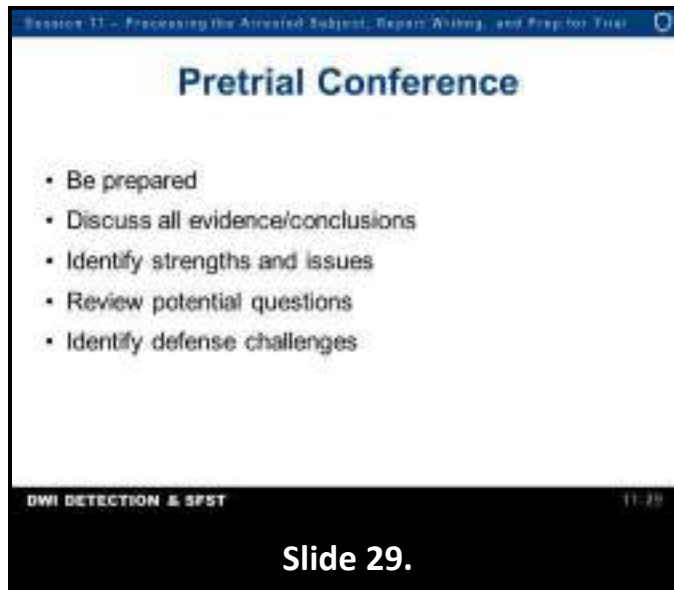 Session 11 – Processing the Arrested Subject, Report Writing, and Prep for Trial
Pretrial Conference
• Be prepared
• Discuss all evidence/conclusions
• Identify strengths and issues
• Review potential questions
• Identify defense challenges
DWI DETECTION & SFST
11-29
Slide 29.